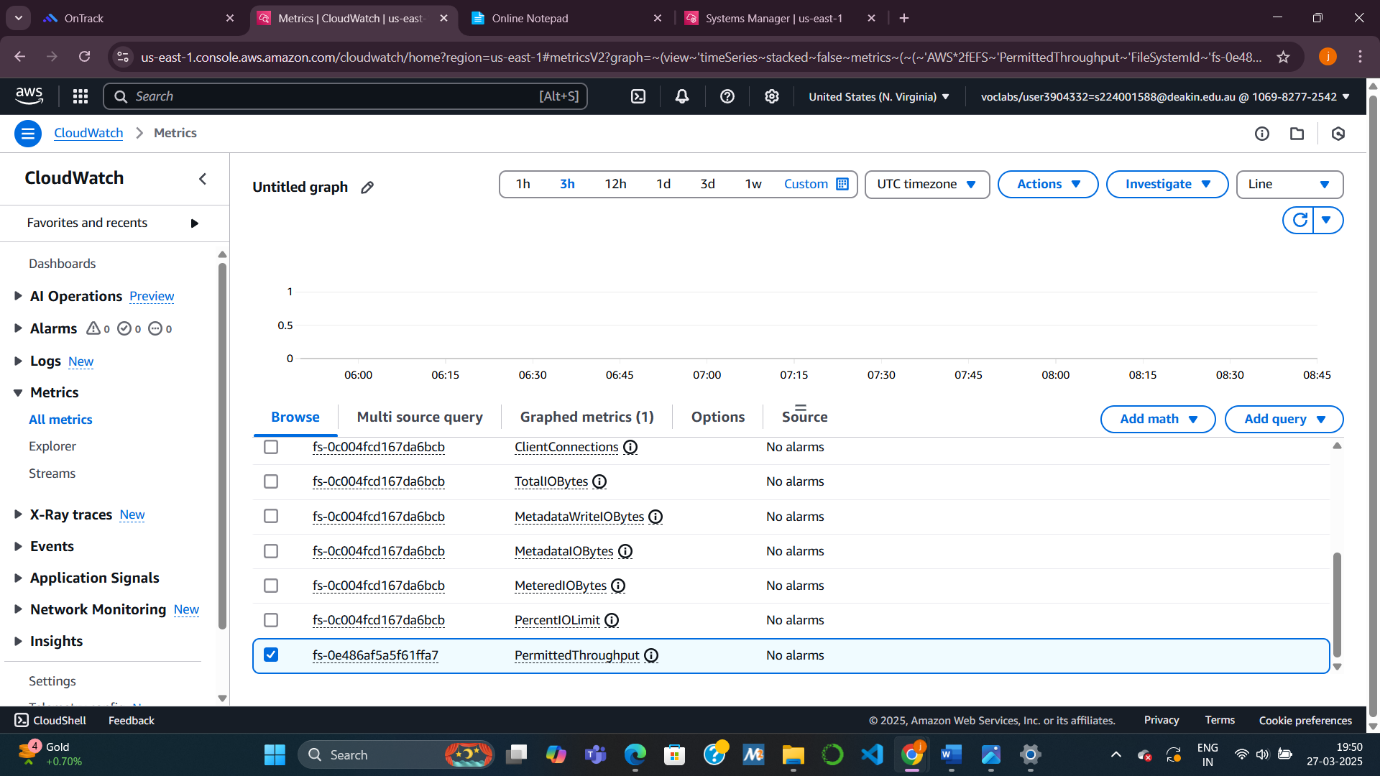 OnTrack
Metrics | CloudWatch | us-east-
Online Notepad
Systems Manager | us-east-1
us-east-1.console.aws.amazon.com/cloudwatch/home?region=us-east-1#metricsV2?graph=~(view~'timeSeries~stacked~false~metrics~(~(~'AWS*2fEFS~'PermittedThroughput~'FileSystemId~'fs-0e48...
j
aws
Search [Alt+S]
United States (N. Virginia)
voclabs/user3904332=s224001588@deakin.edu.au @ 1069-8277-2542
CloudWatch
Metrics
CloudWatch
Favorites and recents
Dashboards
AI Operations Preview
Alarms 0 0 0
Logs New
Metrics
All metrics
Explorer
Streams
X-Ray traces New
Events
Application Signals
Network Monitoring New
Insights
Settings
Untitled graph
1h 3h 12h 1d 3d 1w Custom
UTC timezone
Actions
Investigate
Line
1
0.5
0
06:00 06:15 06:30 06:45 07:00 07:15 07:30 07:45 08:00 08:15 08:30 08:45
Browse
Multi source query
Graphed metrics (1)
Options
Source
Add math
Add query
fs-0c004fcd167da6bcb ClientConnections No alarms
fs-0c004fcd167da6bcb TotalIOBytes No alarms
fs-0c004fcd167da6bcb MetadataWriteIOBytes No alarms
fs-0c004fcd167da6bcb MetadataIOBytes No alarms
fs-0c004fcd167da6bcb MeteredIOBytes No alarms
fs-0c004fcd167da6bcb PercentIOLimit No alarms
fs-0e486af5a5f61ffa7 PermittedThroughput No alarms
CloudShell
Feedback
© 2025, Amazon Web Services, Inc. or its affiliates.
Privacy
Terms
Cookie preferences
4
Gold
+0.70%
Search
ENG
IN
19:50
27-03-2025